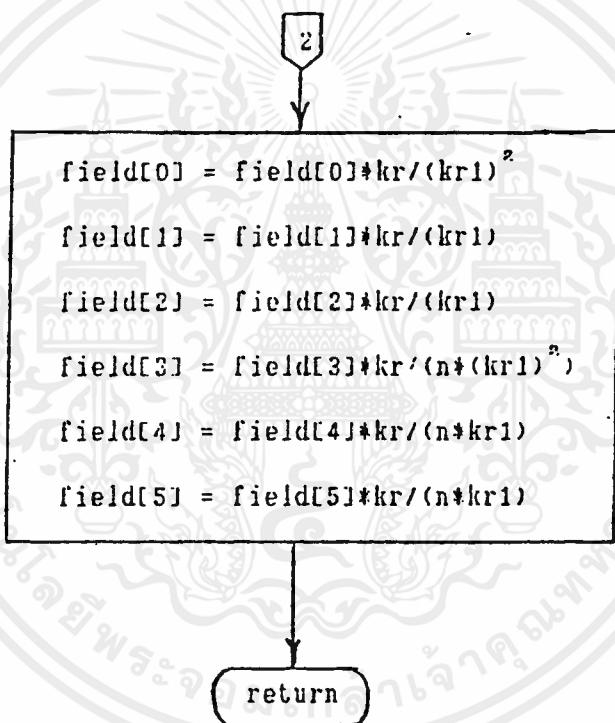 2
field[0] = field[0]*kr/(kr1)²
field[1] = field[1]*kr/(kr1)
field[2] = field[2]*kr/(kr1)
field[3] = field[3]*kr/(n*(kr1)²)
field[4] = field[4]*kr/(n*kr1)
field[5] = field[5]*kr/(n*kr1)
return